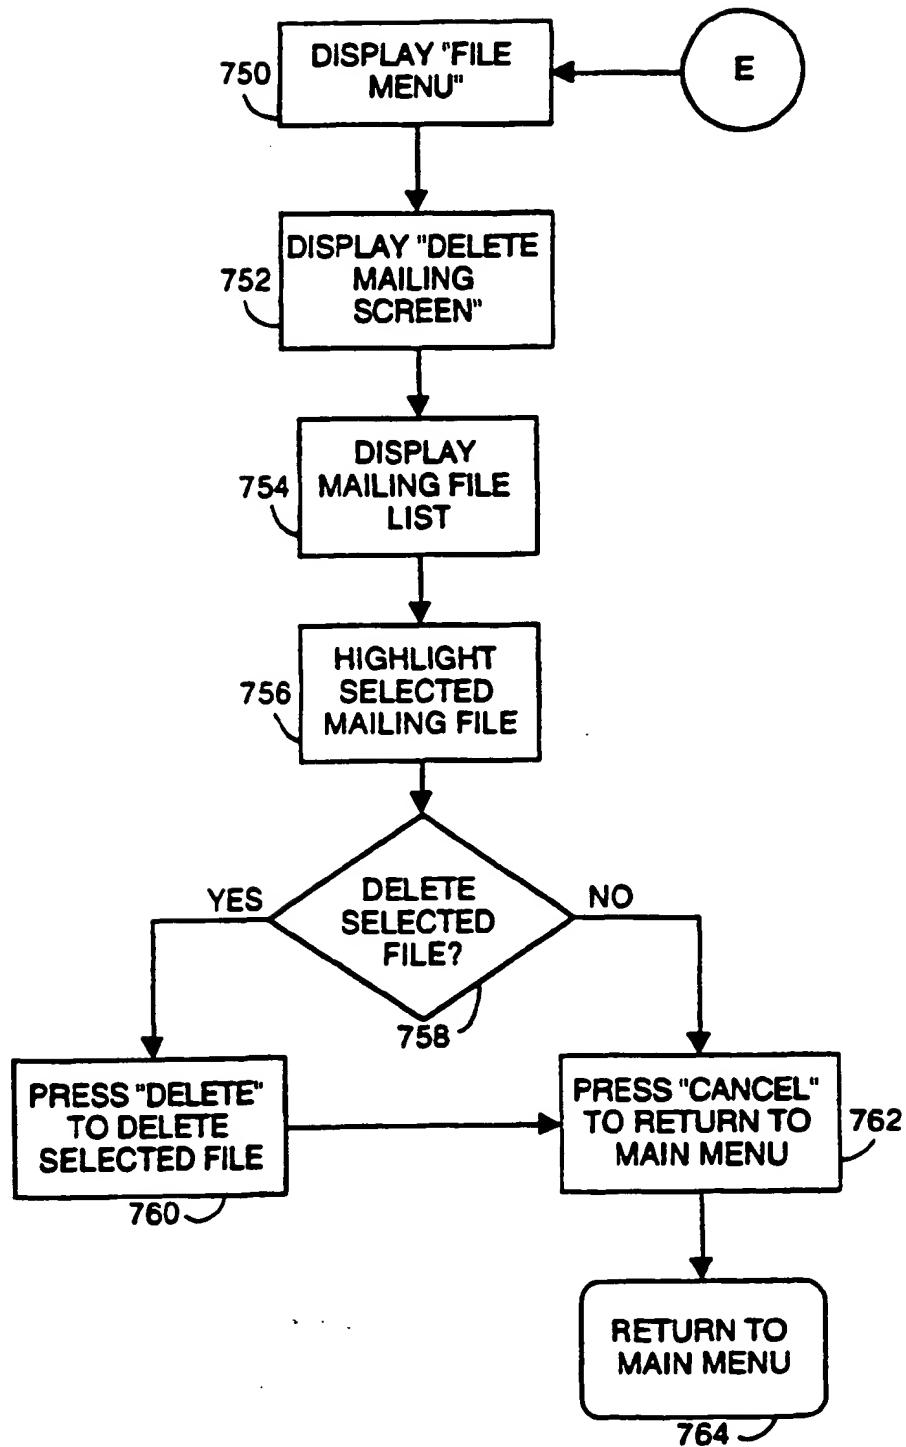 DISPLAY "FILE
MENU"
750
E
DISPLAY "DELETE
MAILING
SCREEN"
752
DISPLAY
MAILING FILE
LIST
754
HIGHLIGHT
SELECTED
MAILING FILE
756
YES
DELETE
SELECTED
FILE?
NO
758
PRESS "DELETE"
TO DELETE
SELECTED FILE
760
PRESS "CANCEL"
TO RETURN TO
MAIN MENU
762
RETURN TO
MAIN MENU
764